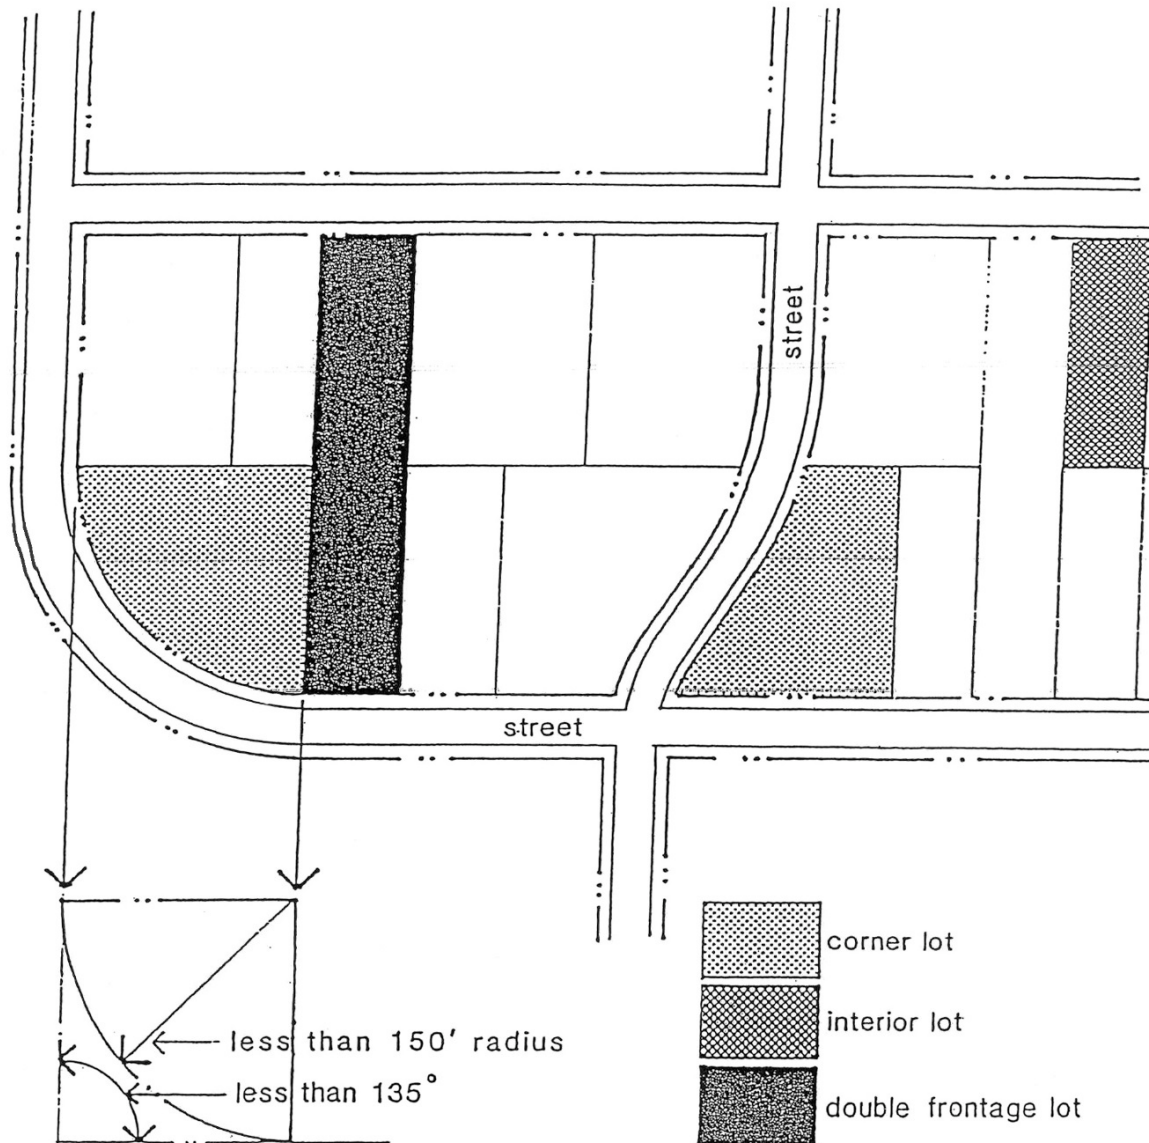 street
street
less than 150' radius
less than 135°
corner lot
interior lot
double frontage lot